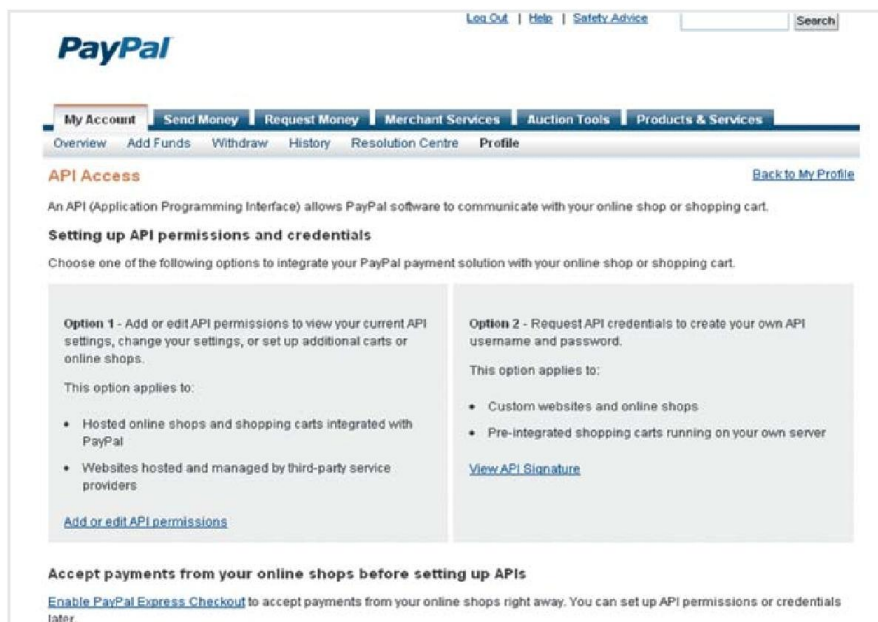 Log Out | Help | Safety Advice Search
PayPal
My Account Send Money Request Money Merchant Services Auction Tools Products & Services
Overview Add Funds Withdraw History Resolution Centre Profile
API Access Back to My Profile
An API (Application Programming Interface) allows PayPal software to communicate with your online shop or shopping cart.
Setting up API permissions and credentials
Choose one of the following options to integrate your PayPal payment solution with your online shop or shopping cart.
Option 1 - Add or edit API permissions to view your current API
settings, change your settings, or set up additional carts or
online shops.
This option applies to:
• Hosted online shops and shopping carts integrated with
PayPal
• Websites hosted and managed by third-party service
providers
Add or edit API permissions
Option 2 - Request API credentials to create your own API
username and password.
This option applies to:
• Custom websites and online shops
• Pre-integrated shopping carts running on your own server
View API Signature
Accept payments from your online shops before setting up APIs
Enable PayPal Express Checkout to accept payments from your online shops right away. You can set up API permissions or credentials
later.